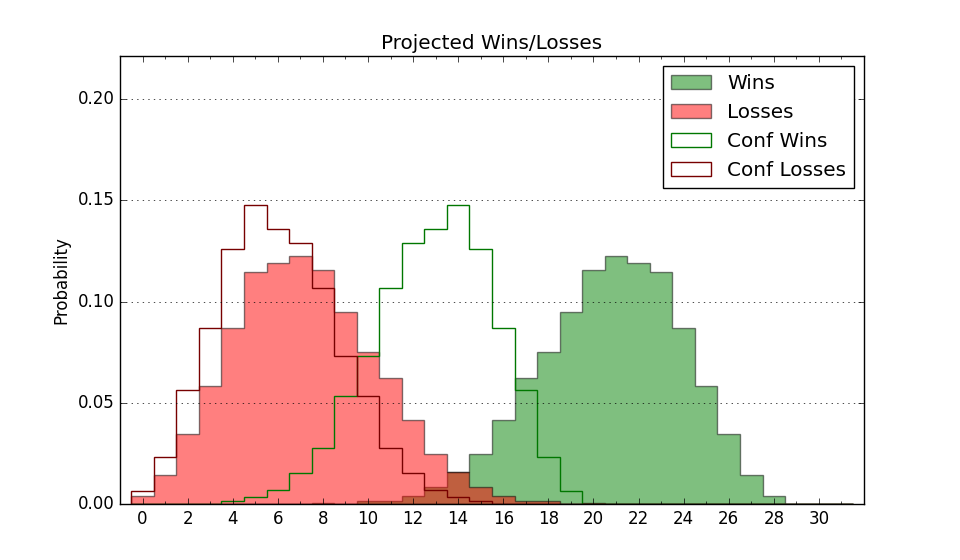 Projected Wins/Losses
Wins
Losses
Conf Wins
Conf Losses
Probability
0.20
0.15
0.10
0.05
0.00
0 2 4 6 8 10 12 14 16 18 20 22 24 26 28 30